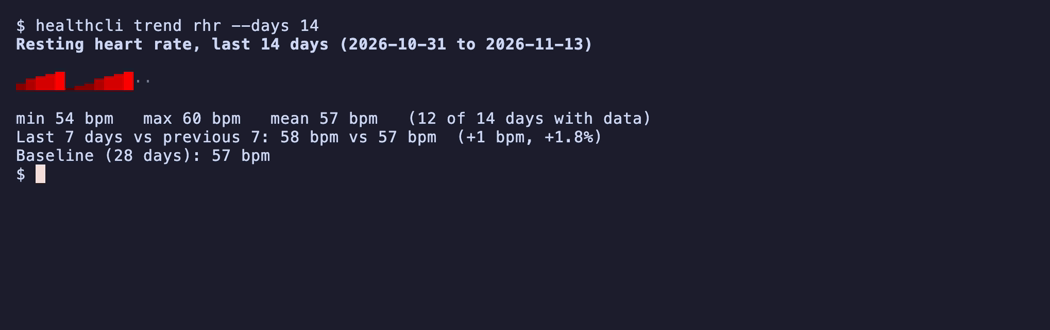 $ healthcli trend rhr --days 14
Resting heart rate, last 14 days (2026-10-31 to 2026-11-13)
··
min 54 bpm   max 60 bpm   mean 57 bpm   (12 of 14 days with data)
Last 7 days vs previous 7: 58 bpm vs 57 bpm  (+1 bpm, +1.8%)
Baseline (28 days): 57 bpm
$